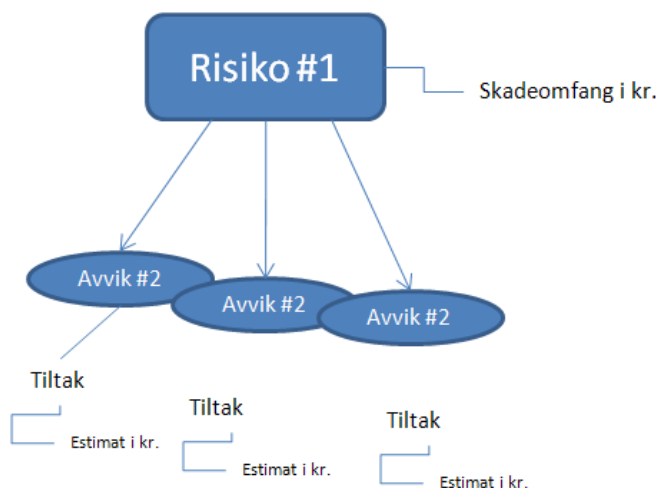 Risiko #1
Skadeomfang i kr.
Avvik #2
Avvik #2
Avvik #2
Tiltak
Estimat i kr.
Tiltak
Estimat i kr.
Tiltak
Estimat i kr.